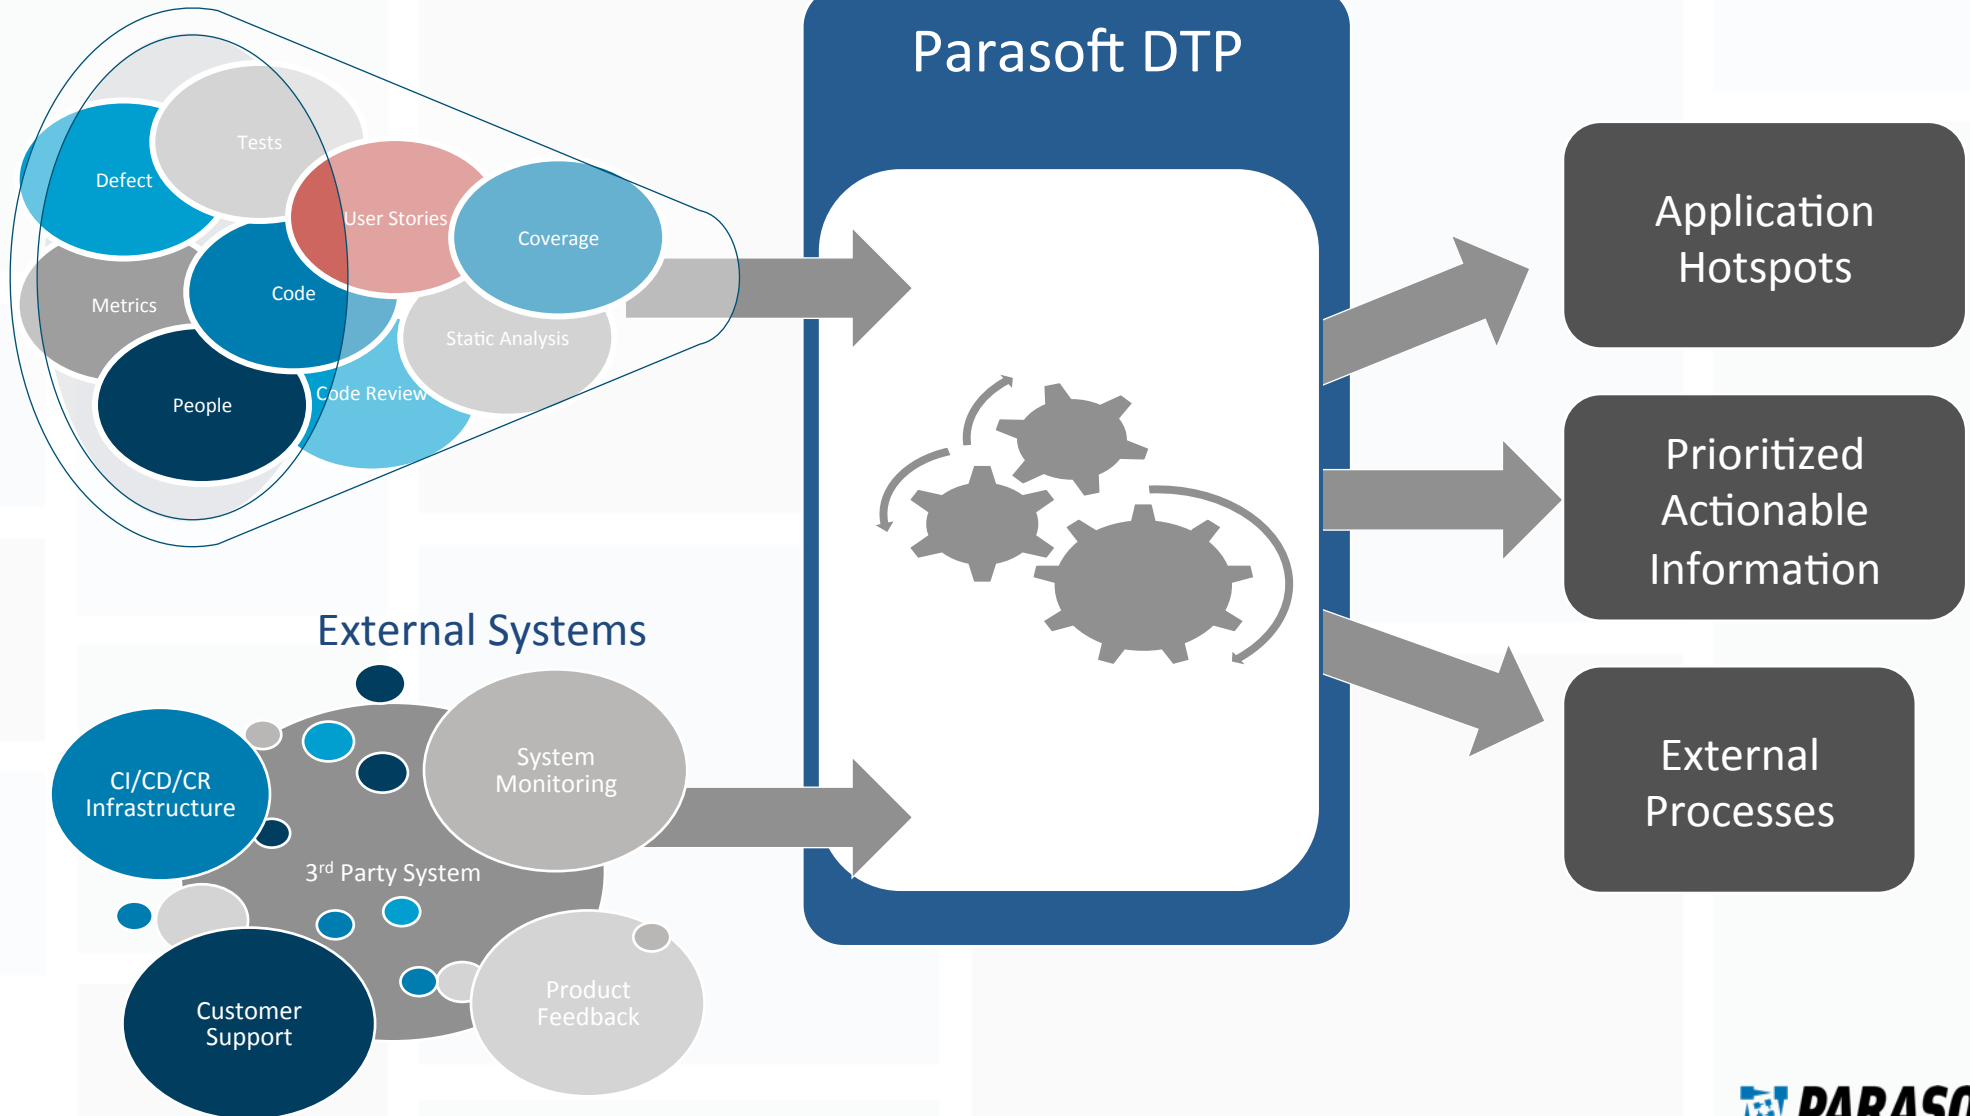 Parasoft DTP
Tests
Defect
User Stories
Coverage
Metrics
Code
Static Analysis
Code Review
People
External Systems
CI/CD/CR
Infrastructure
System
Monitoring
3rd Party System
Customer
Support
Product
Feedback
Application
Hotspots
Prioritized
Actionable
Information
External
Processes
PARASO